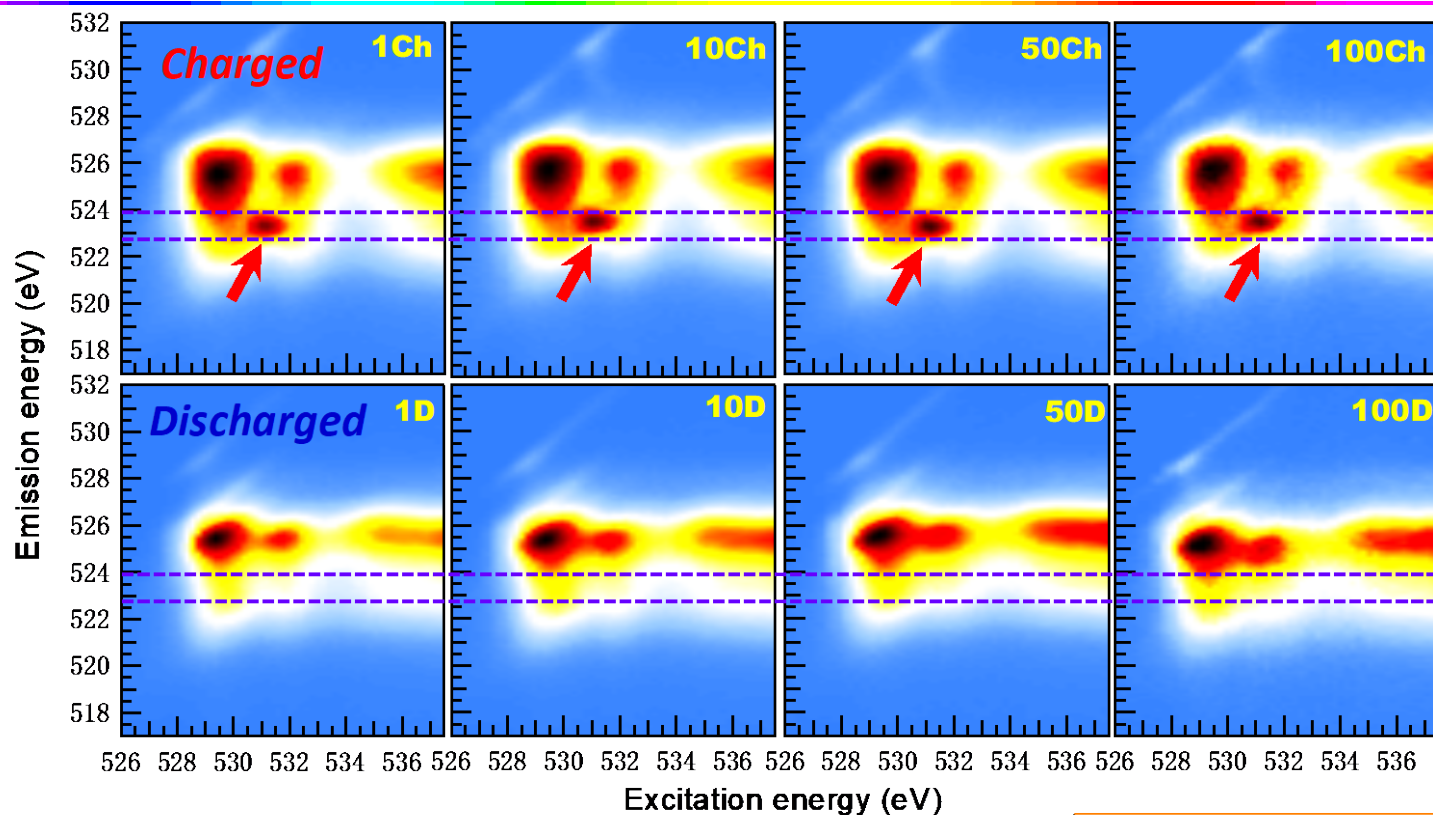 532
530
528
526
524
522
520
518
Charged
1Ch
10Ch
50Ch
100Ch
532
530
528
526
524
522
520
518
Discharged
1D
10D
50D
100D
526 528 530 532 534 536 526 528 530 532 534 536 526 528 530 532 534 536 526 528 530 532 534 536
Emission energy (eV)
Excitation energy (eV)